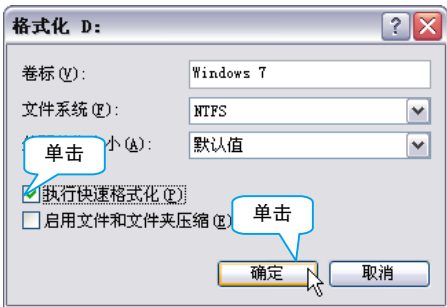 格式化 D:
卷标(V):
Windows 7
文件系统(F):
NTFS
小(A):
默认值
单击
执行快速格式化(P)
启用文件和文件夹压缩(E)
单击
确定
取消